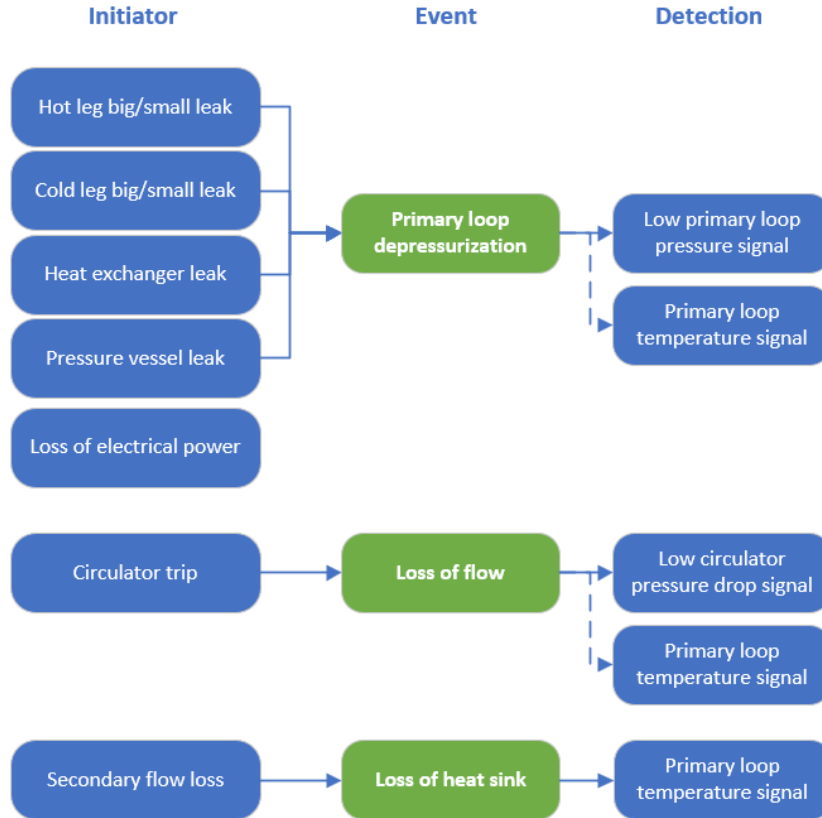 Initiator
Event
Detection
Hot leg big/small leak
Cold leg big/small leak
Heat exchanger leak
Pressure vessel leak
Loss of electrical power
Primary loop
depressurization
Low primary loop
pressure signal
Primary loop
temperature signal
Circulator trip
Loss of flow
Low circulator
pressure drop signal
Primary loop
temperature signal
Secondary flow loss
Loss of heat sink
Primary loop
temperature signal